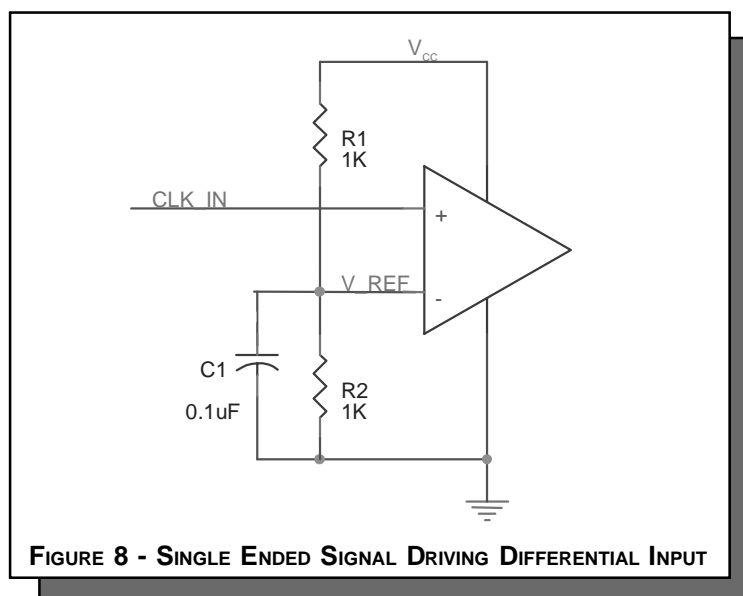 Vcc
R1
1K
CLK_IN
+
V_REF
-
C1
0.1uF
R2
1K
FIGURE 8 - SINGLE ENDED SIGNAL DRIVING DIFFERENTIAL INPUT